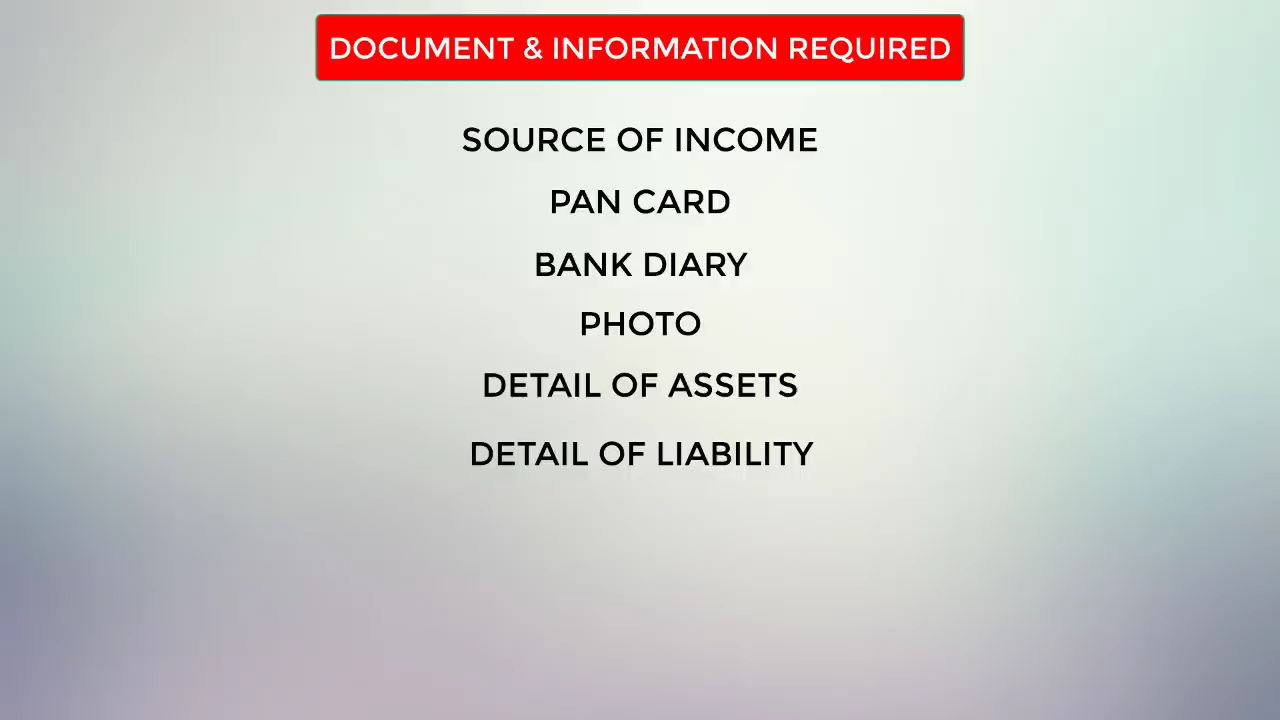 DOCUMENT & INFORMATION REQUIRED
SOURCE OF INCOME
PAN CARD
BANK DIARY
PHOTO
DETAIL OF ASSETS
DETAIL OF LIABILITY